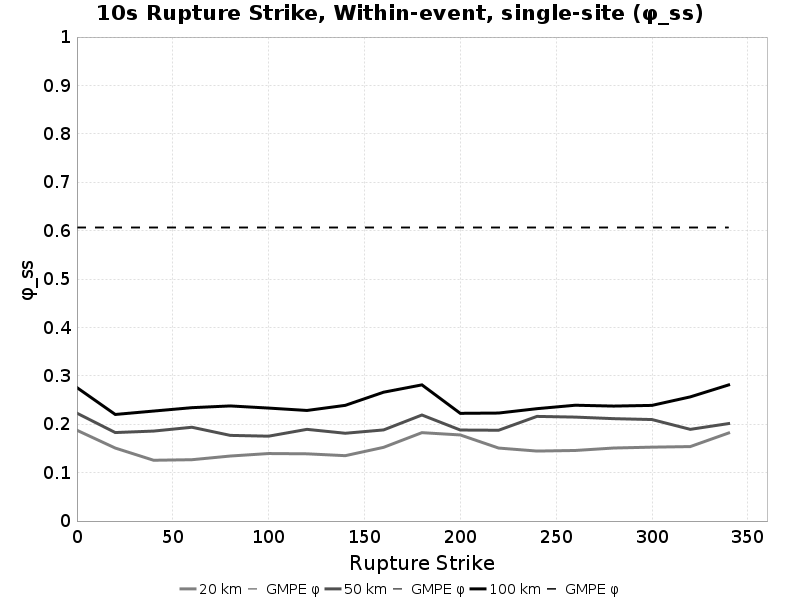 10s Rupture Strike, Within-event, single-site (φ_ss)
1
0.9
0.8
0.7
0.6
0.5
0.4
0.3
0.2
0.1
0
φ_ss
0 50 100 150 200 250 300 350
Rupture Strike
20 km GMPE φ 50 km GMPE φ 100 km GMPE φ